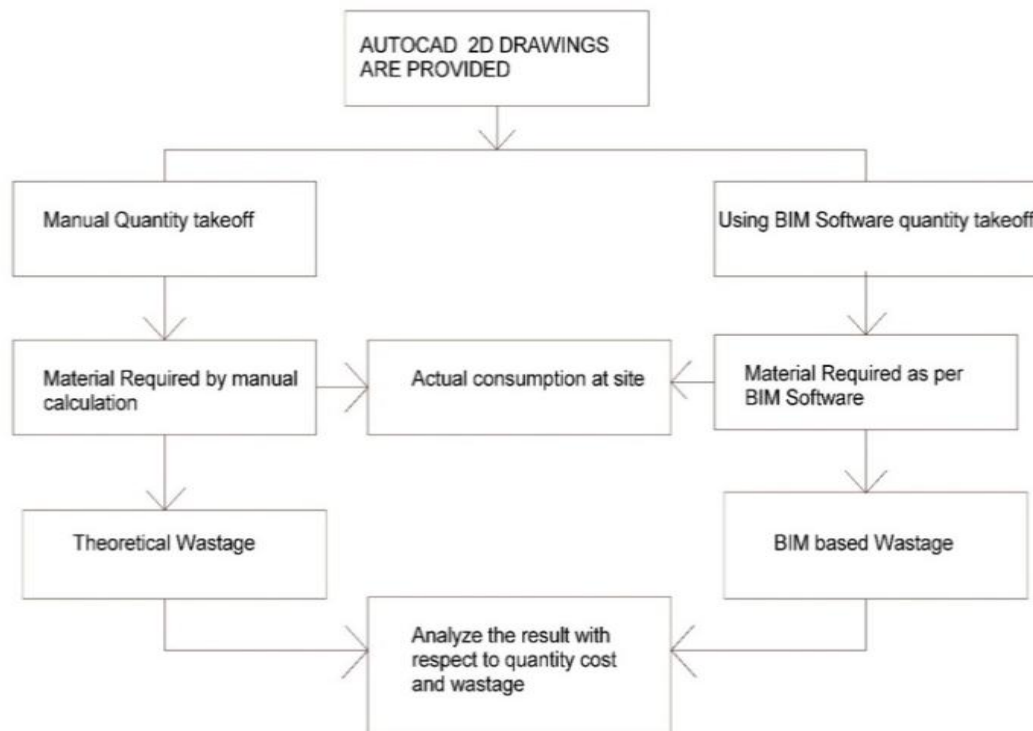 AUTOCAD 2D DRAWINGS
ARE PROVIDED
Manual Quantity takeoff
Using BIM Software quantity takeoff
Material Required by manual
calculation
Actual consumption at site
Material Required as per
BIM Software
Theoretical Wastage
BIM based Wastage
Analyze the result with
respect to quantity cost
and wastage